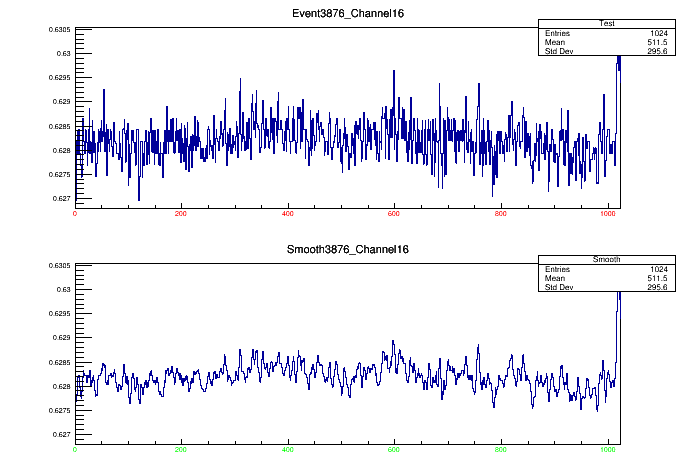 Event3876_Channel16
Test
Entries 1024
Mean 511.5
Std Dev 295.6
0.6305
0.63
0.6295
0.629
0.6285
0.628
0.6275
0.627
0 200 400 600 800 1000
Smooth3876_Channel16
Smooth
Entries 1024
Mean 511.5
Std Dev 295.6
0.6305
0.63
0.6295
0.629
0.6285
0.628
0.6275
0.627
0 200 400 600 800 1000